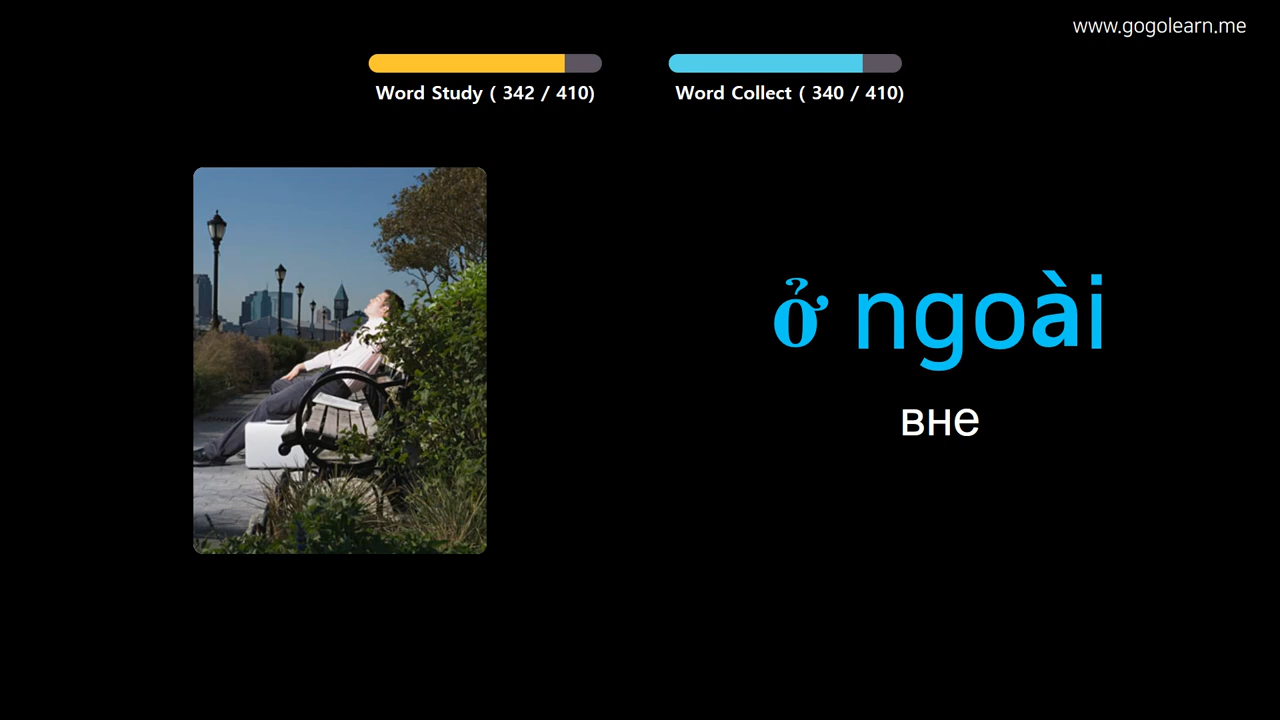 www.gogolearn.me
Word Study ( 342 / 410)
Word Collect ( 340 / 410)
ở ngoài
вне